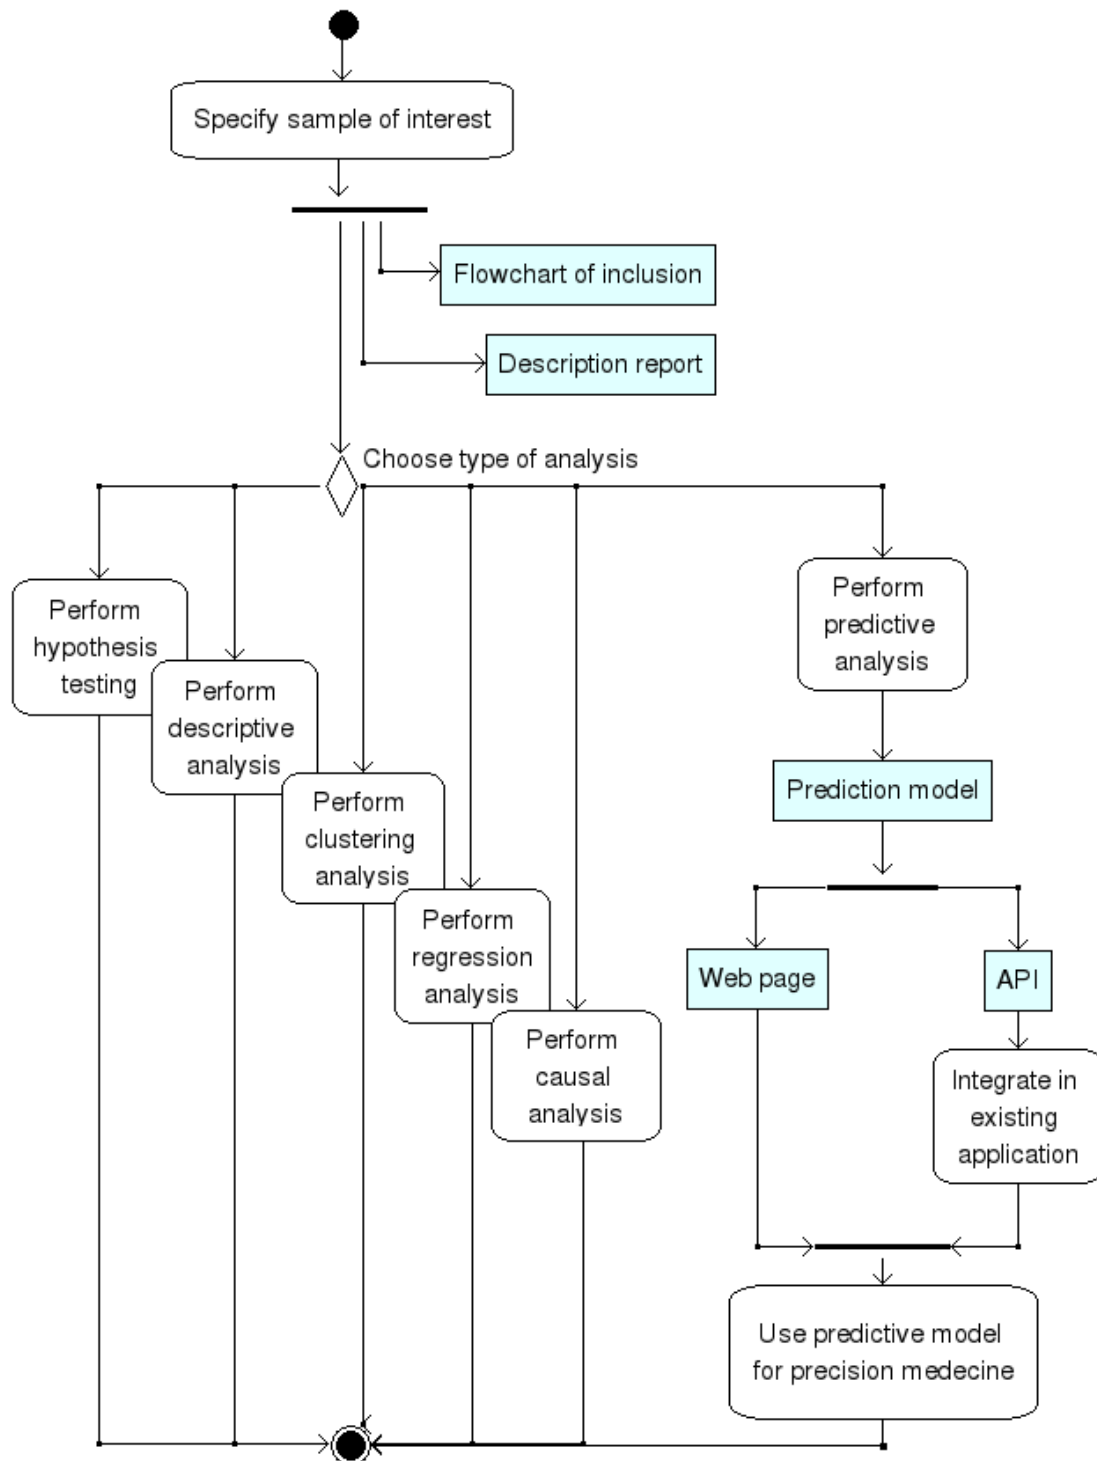 Specify sample of interest
Flowchart of inclusion
Description report
Choose type of analysis
Perform
hypothesis
testing
Perform
descriptive
analysis
Perform
clustering
analysis
Perform
regression
analysis
Perform
causal
analysis
Perform
predictive
analysis
Prediction model
Web page
API
Integrate in
existing
application
Use predictive model
for precision medecine